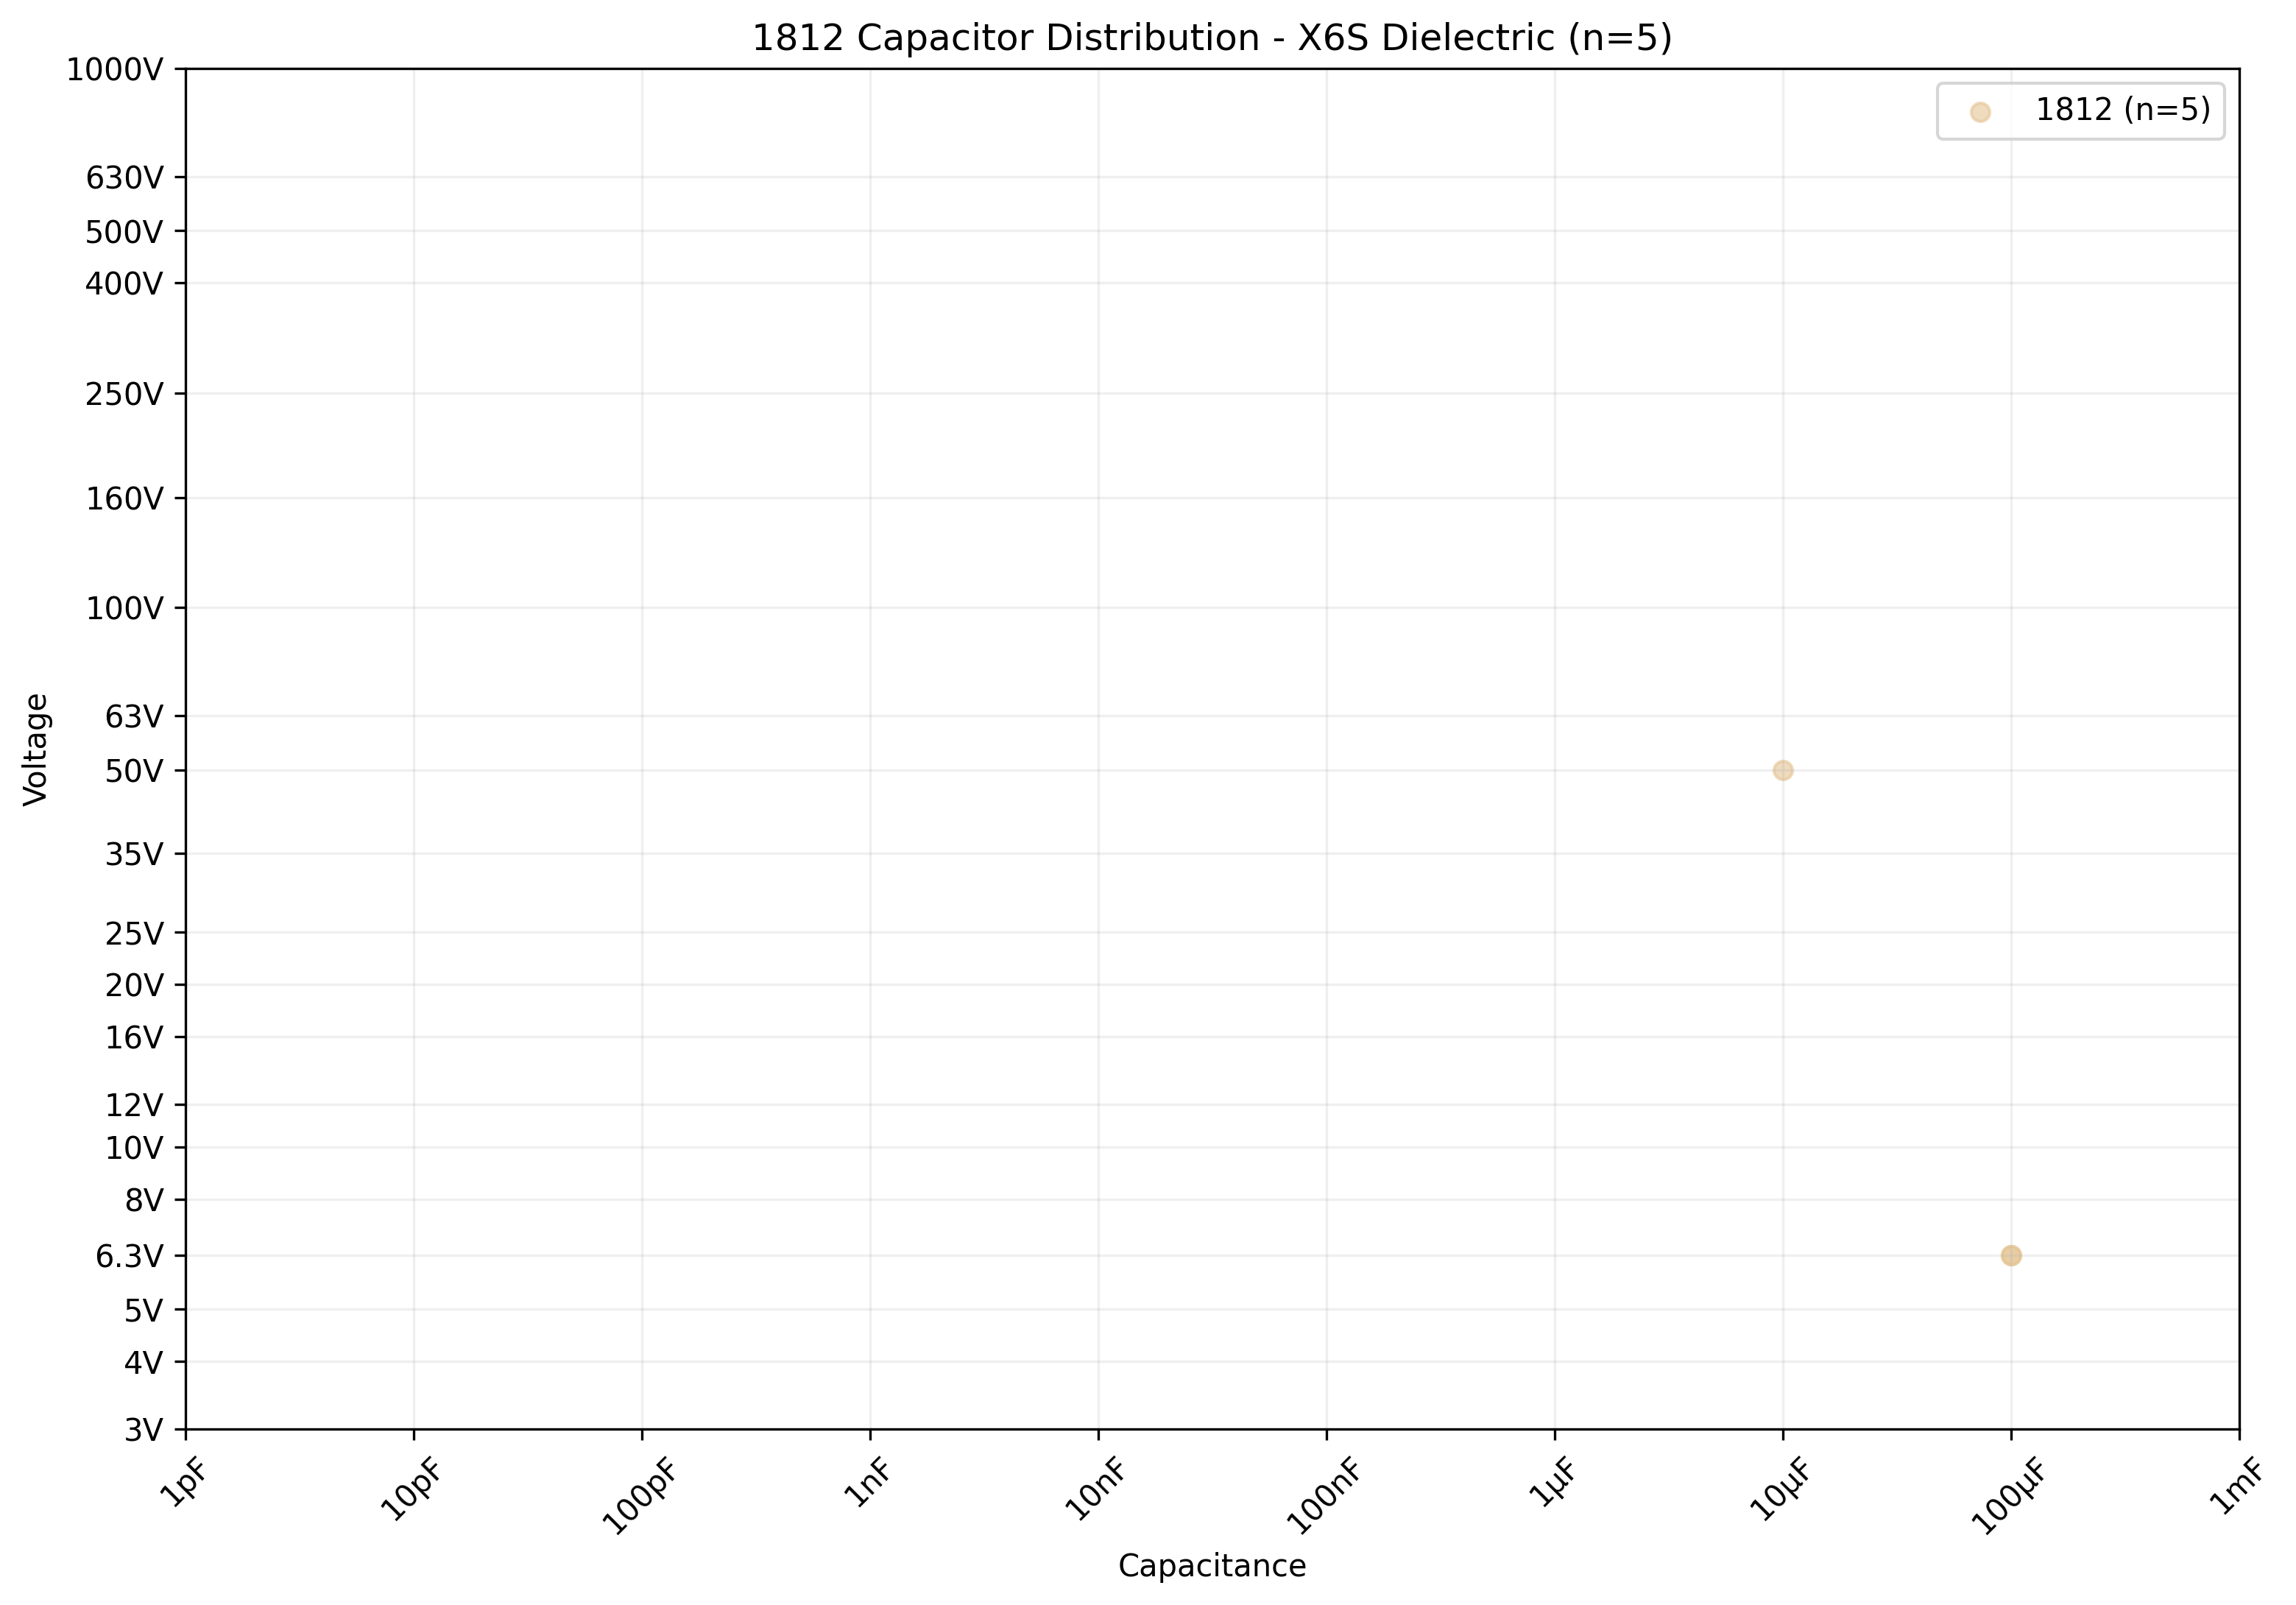 1812 Capacitor Distribution - X6S Dielectric (n=5)
1812 (n=5)
Voltage
1000V
630V
500V
400V
250V
160V
100V
63V
50V
35V
25V
20V
16V
12V
10V
8V
6.3V
5V
4V
3V
1pF
10pF
100pF
1nF
10nF
100nF
1μF
10μF
100μF
1mF
Capacitance